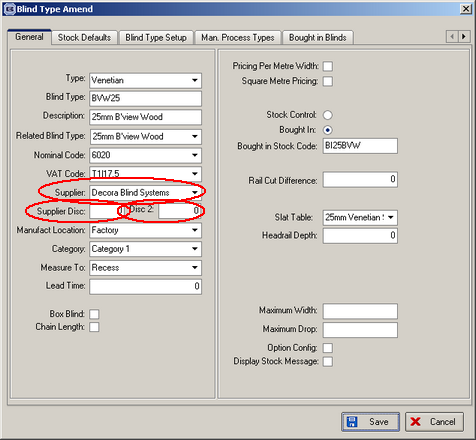 Blind Type Amend
General
Stock Defaults
Blind Type Setup
Man. Process Types
Bought in Blinds
Type: Venetian
Blind Type: BVW25
Description: 25mm B'view Wood
Related Blind Type: 25mm B'view Wood
Nominal Code: 6020
VAT Code: T1|17.5
Supplier: Decora Blind Systems
Supplier Disc: Disc 2: 0
Manufact Location: Factory
Category: Category 1
Measure To: Recess
Lead Time: 0
Box Blind:
Chain Length:
Pricing Per Metre Width:
Square Metre Pricing:
Stock Control:
Bought In:
Bought in Stock Code: BI25BVW
Rail Cut Difference: 0
Slat Table: 25mm Venetian
Headrail Depth: 0
Maximum Width:
Maximum Drop:
Option Config:
Display Stock Message:
Save
Cancel